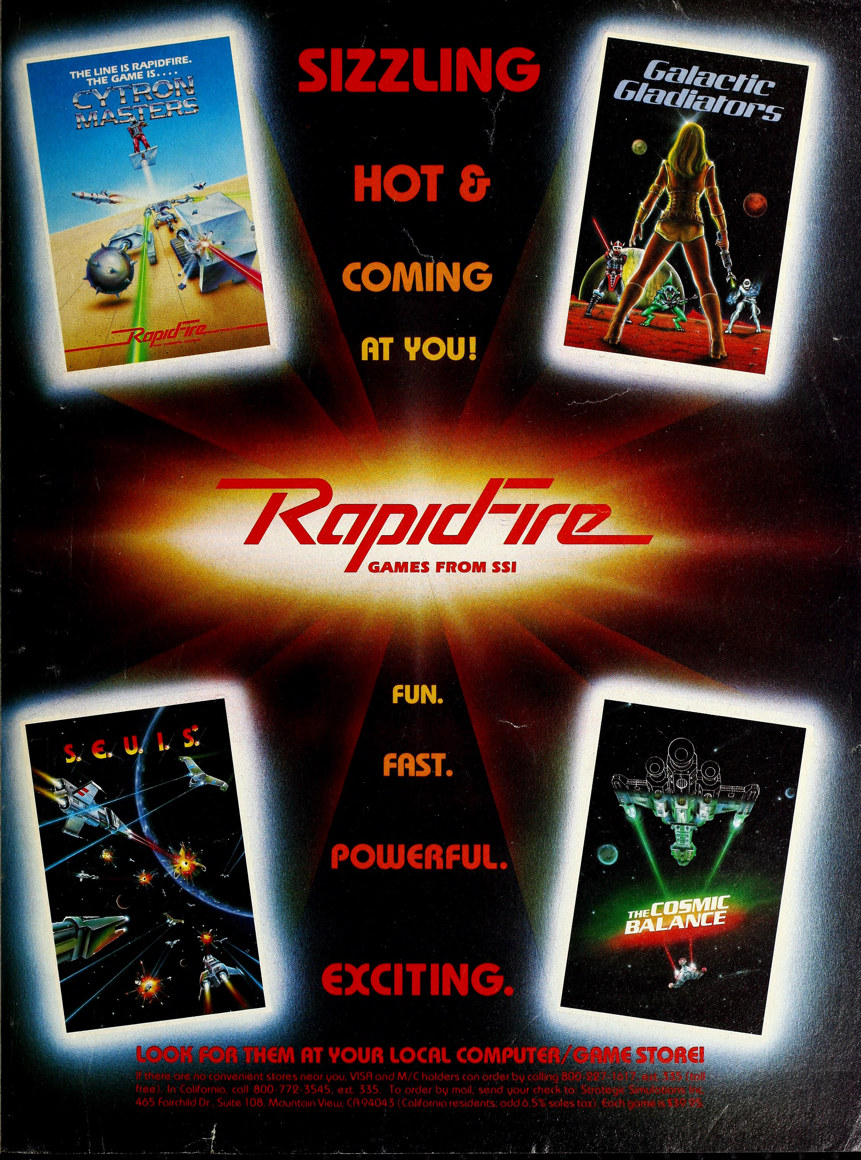 SIZZLING
HOT &
COMING
AT YOU!
THE LINE IS RAPIDFIRE.
THE GAME IS....
CYTRON
MASTERS
RapidFire
Galactic
Gladiators
RapidFire
GAMES FROM SSI
FUN.
FAST.
POWERFUL.
EXCITING.
S. E. U. I. S.
THE COSMIC
BALANCE
LOOK FOR THEM AT YOUR LOCAL COMPUTER/GAME STORE!
If there are no convenient stores near you, VISA and M/C holders can order by calling 800-227-1617, ext. 335 (toll
free). In California, call 800-772-3545, ext. 335. To order by mail, send your check to: Strategic Simulations Inc,
465 Fairchild Dr., Suite 108, Mountain View, CA 94043 (California residents: add 6.5% sales tax). Each game is $39.95.